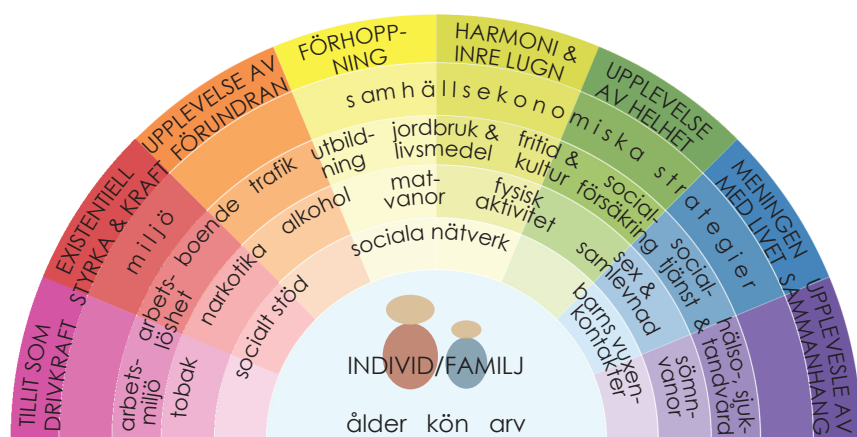 TILLIT SOM
DRIVKRAFT
EXISTENTIELL
STYRKA & KRAFT
UPPLEVELSE AV
FÖRUNDRAN
FÖRHOPP-
NING
HARMONI &
INRE LUGN
UPPLEVELSE
AV HELHET
MENINGEN
MED LIVET
UPPLEVESLE AV
SAMMANHANG
miljö
samhällsekonomiska strategier
arbets-
miljö
arbets-
löshet
boende
trafik
utbild-
ning
jordbruk &
livsmedel
fritid &
kultur
social-
försäkring
social-
tjänst &
hälso-, sjuk-
tandvård
tobak
narkotika
alkohol
mat-
vanor
fysisk
aktivitet
sex &
samlevnad
sömn-
vanor
socialt stöd
sociala nätverk
barns vuxen-
kontakter
INDIVID/FAMILJ
ålder kön arv